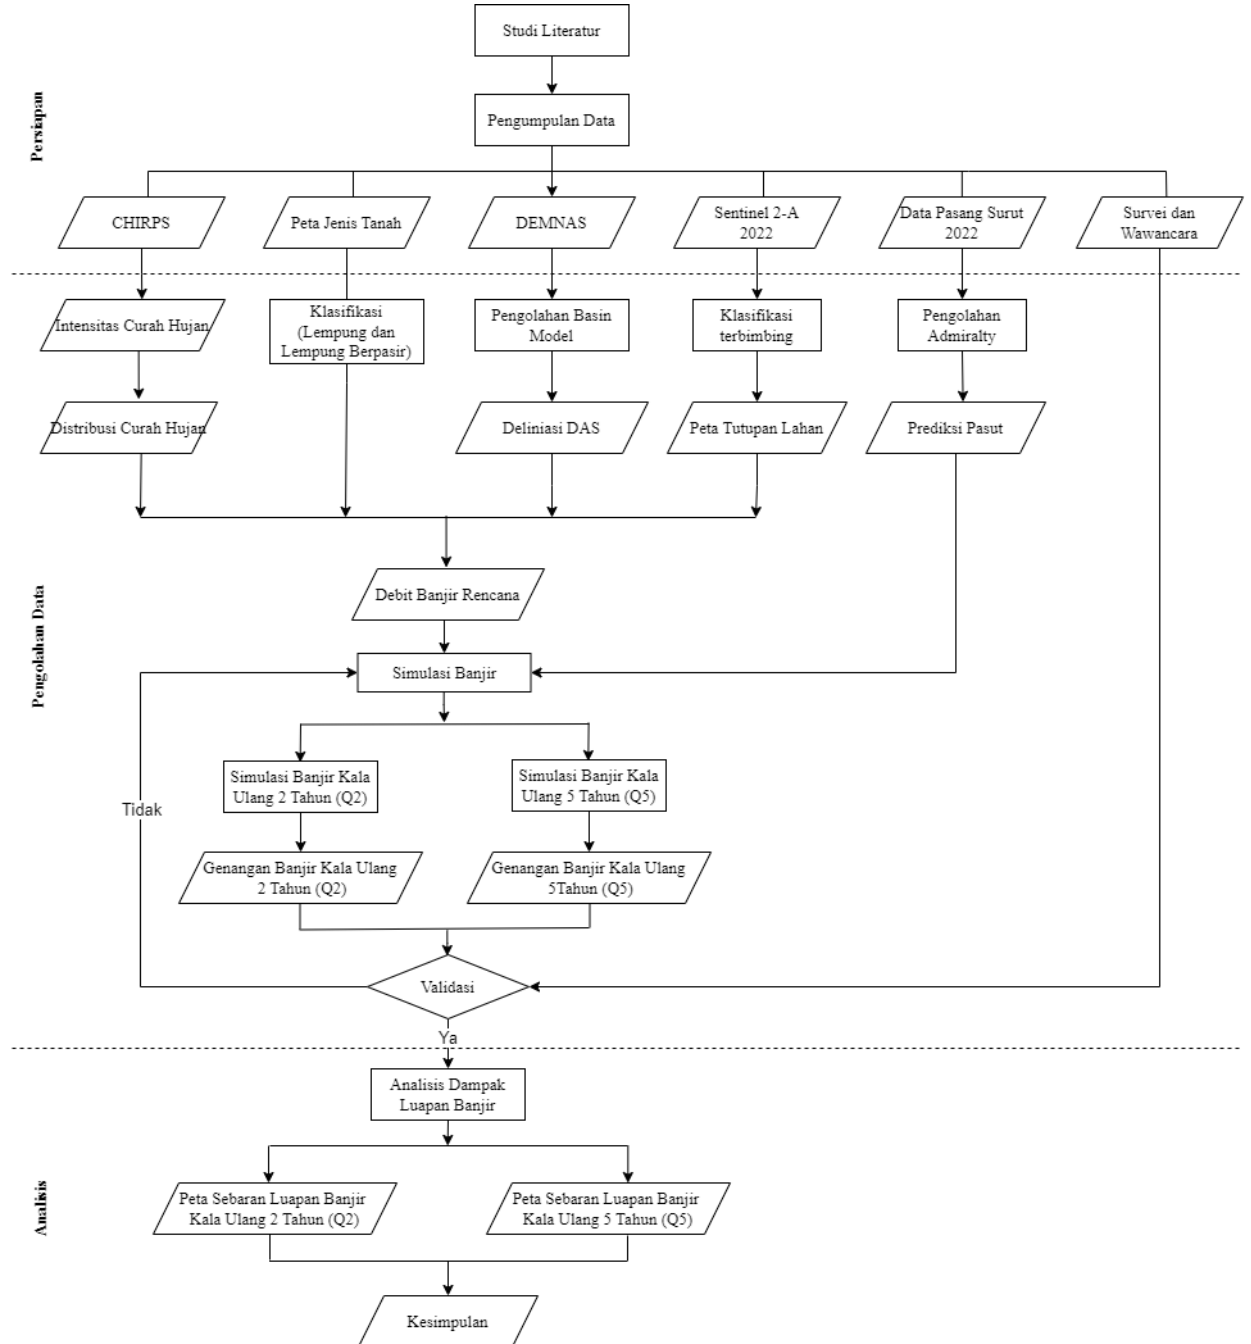 Studi Literatur
Persiapan
Pengumpulan Data
CHIRPS
Peta Jenis Tanah
DEMNAS
Sentinel 2-A
2022
Data Pasang Surut
2022
Survei dan
Wawancara
Intensitas Curah Hujan
Klasifikasi
(Lempung dan
Lempung Berpasir)
Pengolahan Basin
Model
Klasifikasi
terbimbing
Pengolahan
Admiralty
Distribusi Curah Hujan
Deliniasi DAS
Peta Tutupan Lahan
Prediksi Pasut
Pengolahan Data
Debit Banjir Rencana
Simulasi Banjir
Simulasi Banjir Kala
Ulang 2 Tahun (Q2)
Simulasi Banjir Kala
Ulang 5 Tahun (Q5)
Tidak
Genangan Banjir Kala Ulang
2 Tahun (Q2)
Genangan Banjir Kala Ulang
5Tahun (Q5)
Validasi
Ya
Analisis
Analisis Dampak
Luapan Banjir
Peta Sebaran Luapan Banjir
Kala Ulang 2 Tahun (Q2)
Peta Sebaran Luapan Banjir
Kala Ulang 5 Tahun (Q5)
Kesimpulan